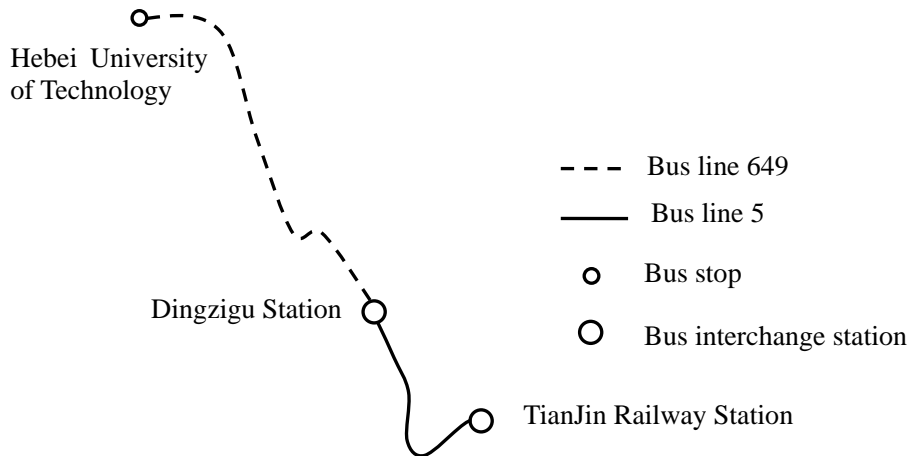 Hebei University
of Technology
Bus line 649
Bus line 5
Bus stop
Dingzigu Station
Bus interchange station
TianJin Railway Station